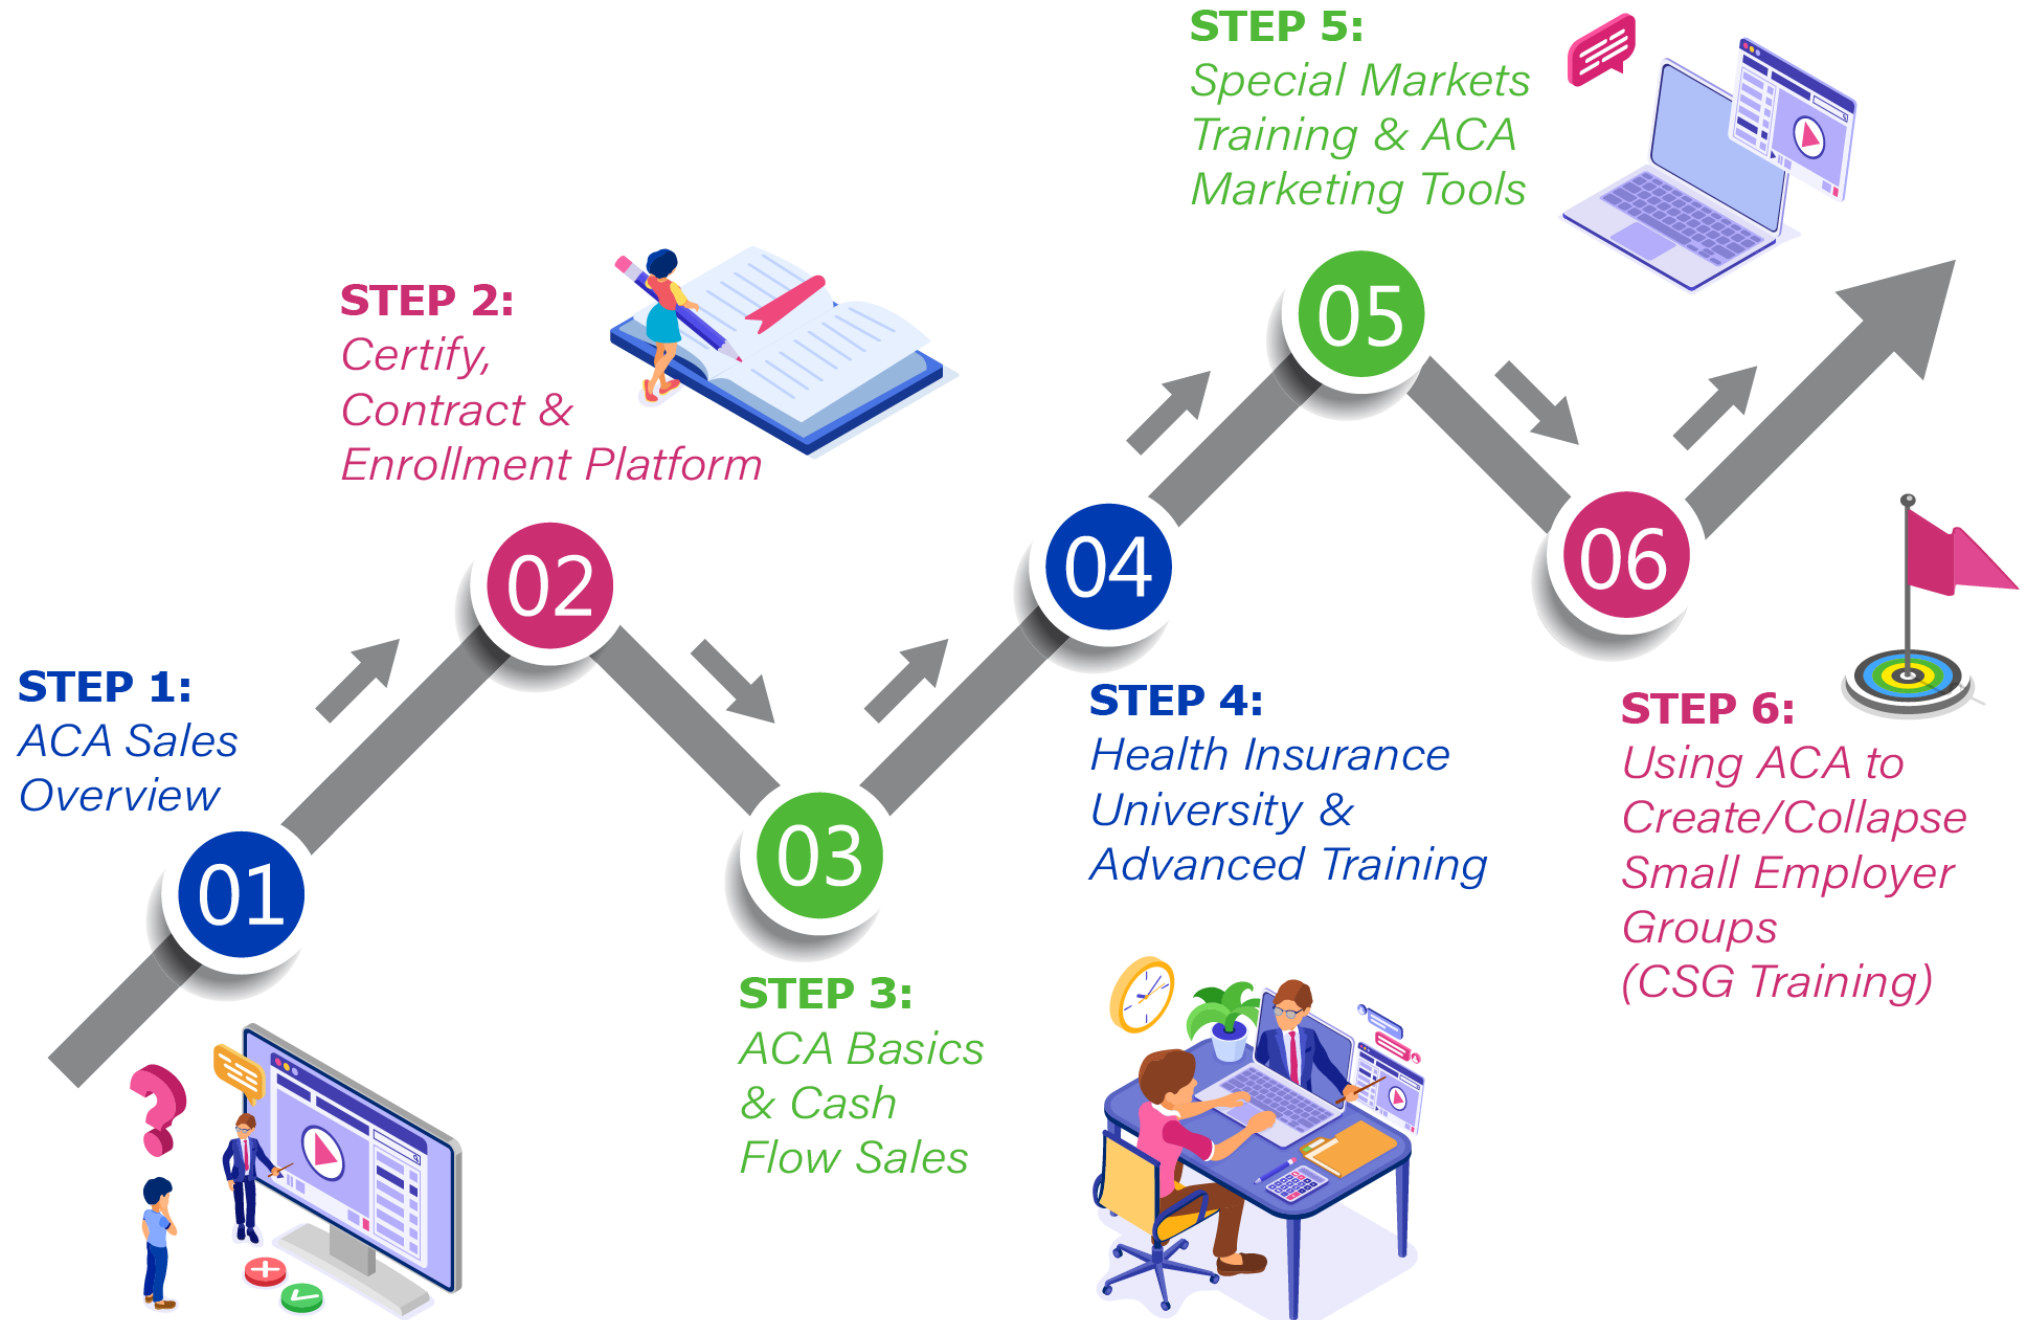 STEP 1:
ACA Sales
Overview
01
STEP 2:
Certify,
Contract &
Enrollment Platform
02
03
STEP 3:
ACA Basics
& Cash
Flow Sales
04
STEP 4:
Health Insurance
University &
Advanced Training
STEP 5:
Special Markets
Training & ACA
Marketing Tools
05
06
STEP 6:
Using ACA to
Create/Collapse
Small Employer
Groups
(CSG Training)